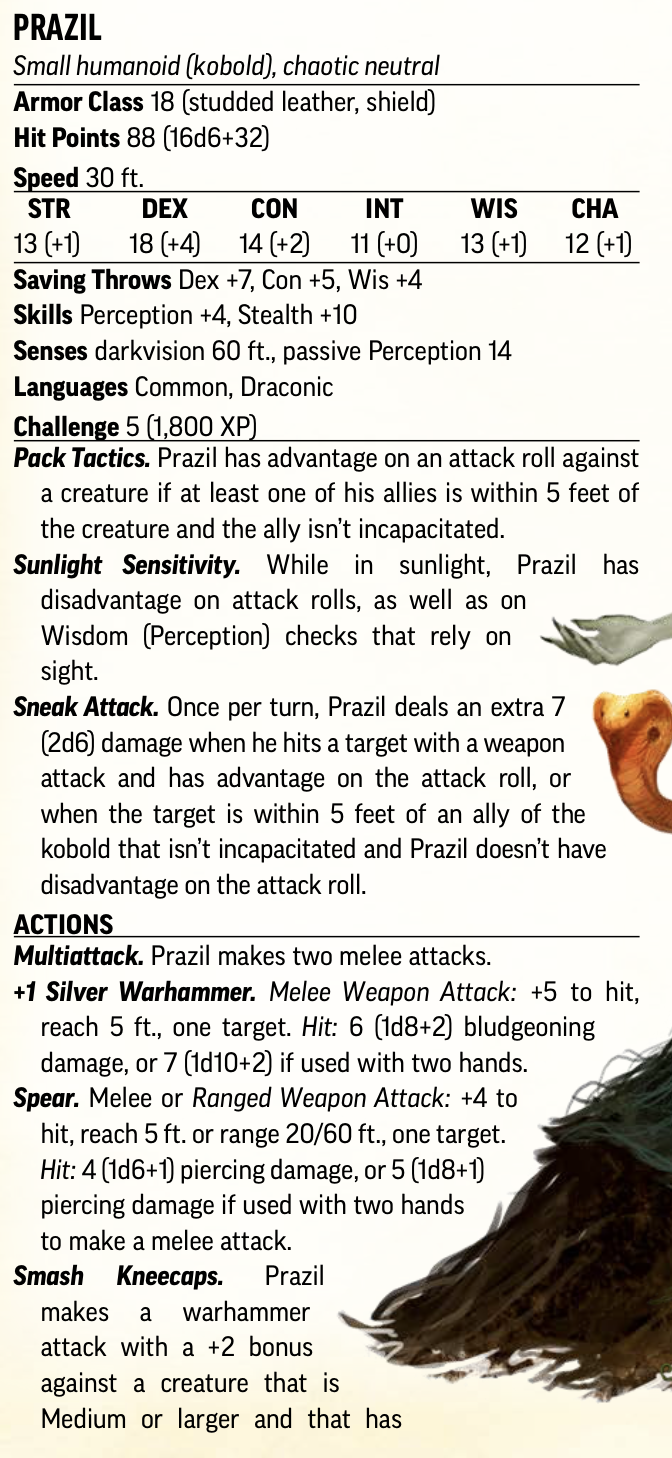 PRAZIL
Small humanoid (kobold), chaotic neutral
Armor Class 18 (studded leather, shield)
Hit Points 88 (16d6+32)
Speed 30 ft.
STR DEX CON INT WIS CHA
13 (+1) 18 (+4) 14 (+2) 11 (+0) 13 (+1) 12 (+1)
Saving Throws Dex +7, Con +5, Wis +4
Skills Perception +4, Stealth +10
Senses darkvision 60 ft., passive Perception 14
Languages Common, Draconic
Challenge 5 (1,800 XP)
Pack Tactics. Prazil has advantage on an attack roll against
a creature if at least one of his allies is within 5 feet of
the creature and the ally isn’t incapacitated.
Sunlight Sensitivity. While in sunlight, Prazil has
disadvantage on attack rolls, as well as on
Wisdom (Perception) checks that rely on
sight.
Sneak Attack. Once per turn, Prazil deals an extra 7
(2d6) damage when he hits a target with a weapon
attack and has advantage on the attack roll, or
when the target is within 5 feet of an ally of the
kobold that isn’t incapacitated and Prazil doesn’t have
disadvantage on the attack roll.
ACTIONS
Multiattack. Prazil makes two melee attacks.
+1 Silver Warhammer. Melee Weapon Attack: +5 to hit,
reach 5 ft., one target. Hit: 6 (1d8+2) bludgeoning
damage, or 7 (1d10+2) if used with two hands.
Spear. Melee or Ranged Weapon Attack: +4 to
hit, reach 5 ft. or range 20/60 ft., one target.
Hit: 4 (1d6+1) piercing damage, or 5 (1d8+1)
piercing damage if used with two hands
to make a melee attack.
Smash Kneecaps. Prazil
makes a warhammer
attack with a +2 bonus
against a creature that is
Medium or larger and that has